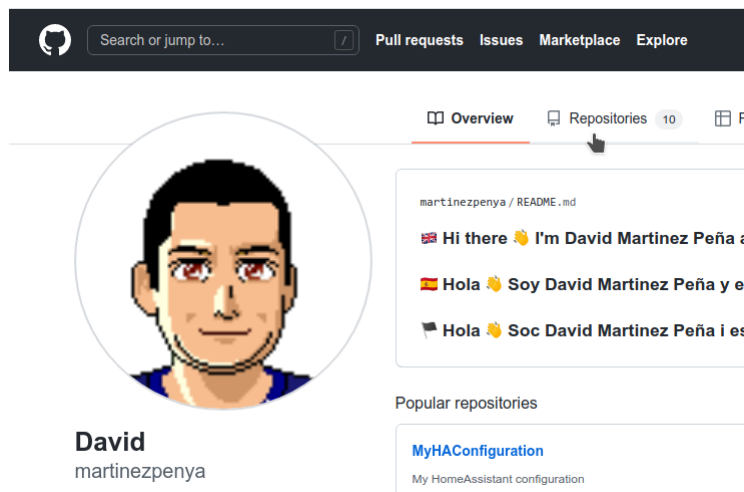 Search or jump to… /
Pull requests Issues Marketplace Explore
Overview Repositories 10
martinezpenya / README.md
🇬🇧 Hi there 👋 I'm David Martinez Peña a
🇪🇸 Hola 👋 Soy David Martinez Peña y e
🏴 Hola 👋 Soc David Martinez Peña i es
Popular repositories
David
martinezpenya
MyHAConfiguration
My HomeAssistant configuration